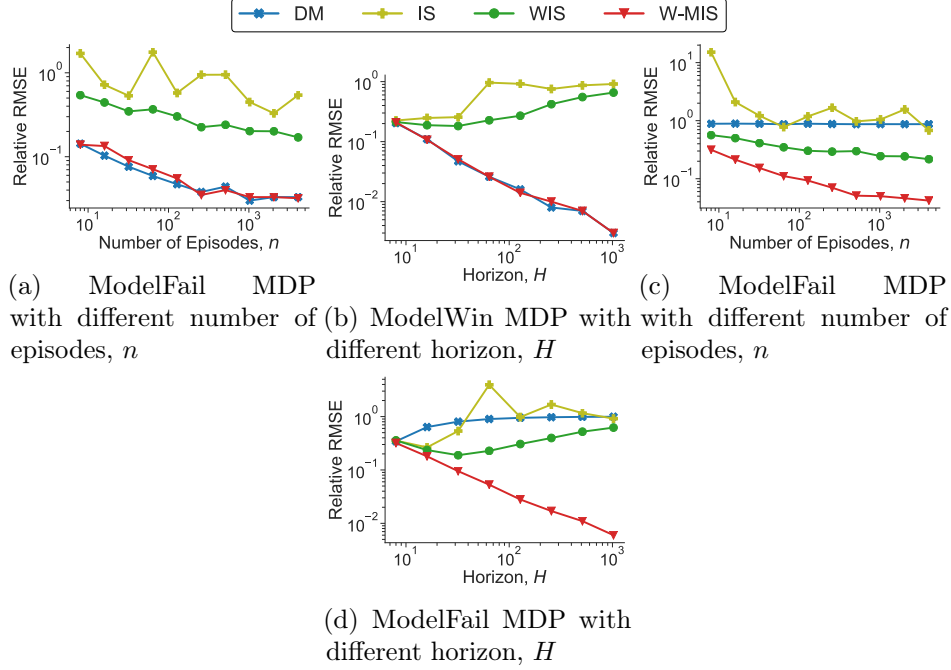 DM IS WIS W-MIS
Relative RMSE
10^0
10^-1
10^1 10^2 10^3
Number of Episodes, n
(a) ModelFail MDP
with different number of
episodes, n
Relative RMSE
10^0
10^-1
10^-2
10^1 10^2 10^3
Horizon, H
(b) ModelWin MDP with
different horizon, H
Relative RMSE
10^1
10^0
10^-1
10^1 10^2 10^3
Number of Episodes, n
(c) ModelFail MDP
with different number of
episodes, n
Relative RMSE
10^0
10^-1
10^-2
10^1 10^2 10^3
Horizon, H
(d) ModelFail MDP with
different horizon, H